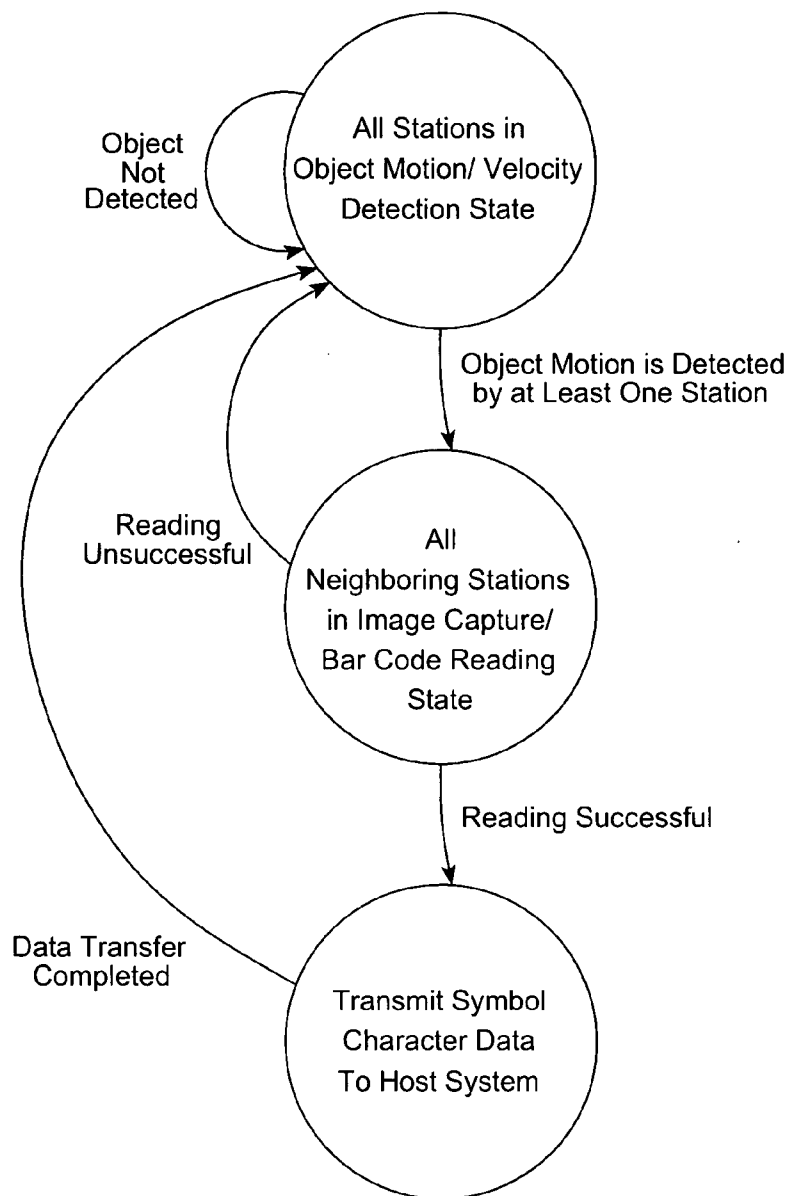 All Stations in
Object Motion/ Velocity
Detection State
Object
Not
Detected
Object Motion is Detected
by at Least One Station
Reading
Unsuccessful
All
Neighboring Stations
in Image Capture/
Bar Code Reading
State
Reading Successful
Data Transfer
Completed
Transmit Symbol
Character Data
To Host System